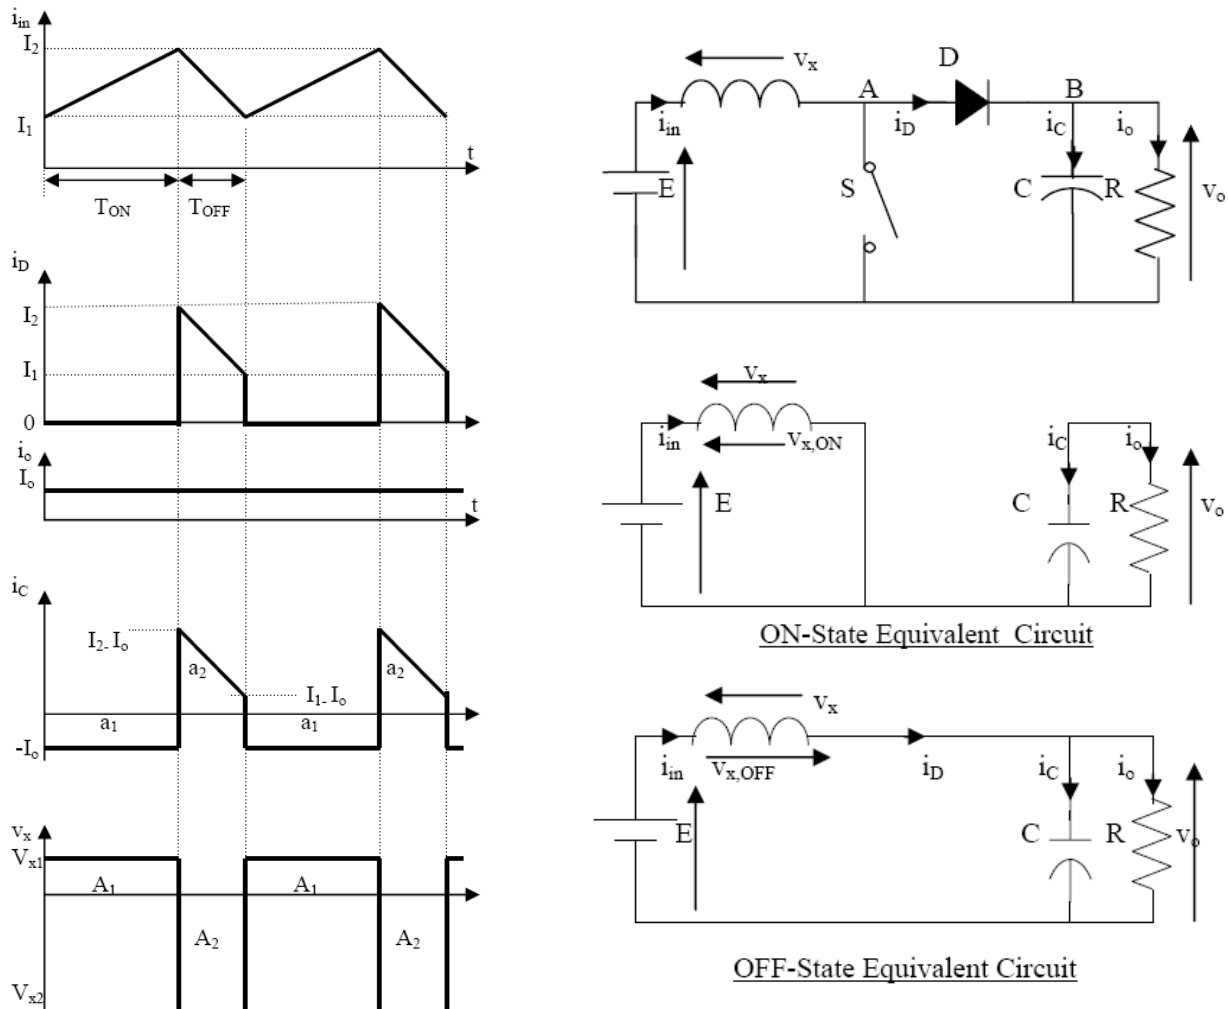 i_in
I_2
I_1
t
T_ON T_OFF
i_D
I_2
I_1
0
i_o
I_o
t
i_C
I_2- I_o
a_2 a_2
I_1- I_o
a_1 a_1
-I_o
v_x
V_x1
A_1 A_1
A_2 A_2
V_x2
v_x D
A B
i_in i_D i_C i_o
E S C R v_o
v_x
i_in v_x,ON i_C i_o
E C R v_o
ON-State Equivalent Circuit
v_x
i_in v_x,OFF i_D i_C i_o
E C R v_o
OFF-State Equivalent Circuit